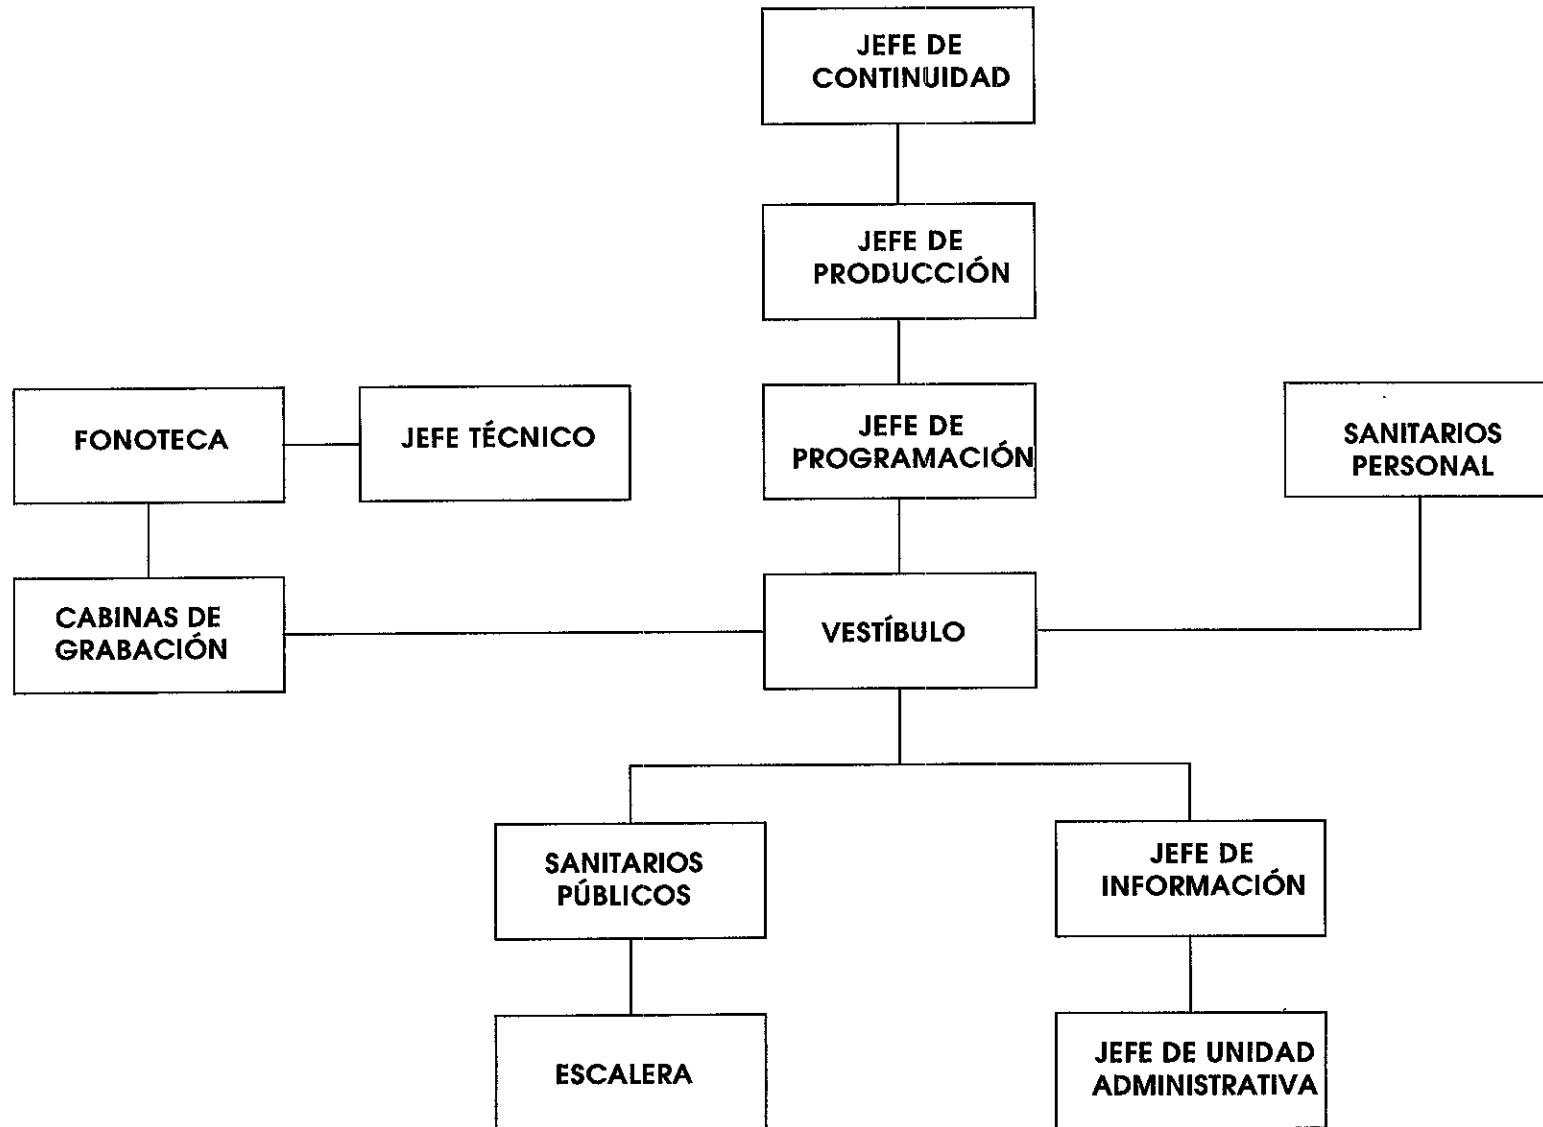 JEFE DE
CONTINUIDAD
JEFE DE
PRODUCCIÓN
FONOTECA
JEFE TÉCNICO
JEFE DE
PROGRAMACIÓN
SANITARIOS
PERSONAL
CABINAS DE
GRABACIÓN
VESTÍBULO
SANITARIOS
PÚBLICOS
JEFE DE
INFORMACIÓN
ESCALERA
JEFE DE UNIDAD
ADMINISTRATIVA